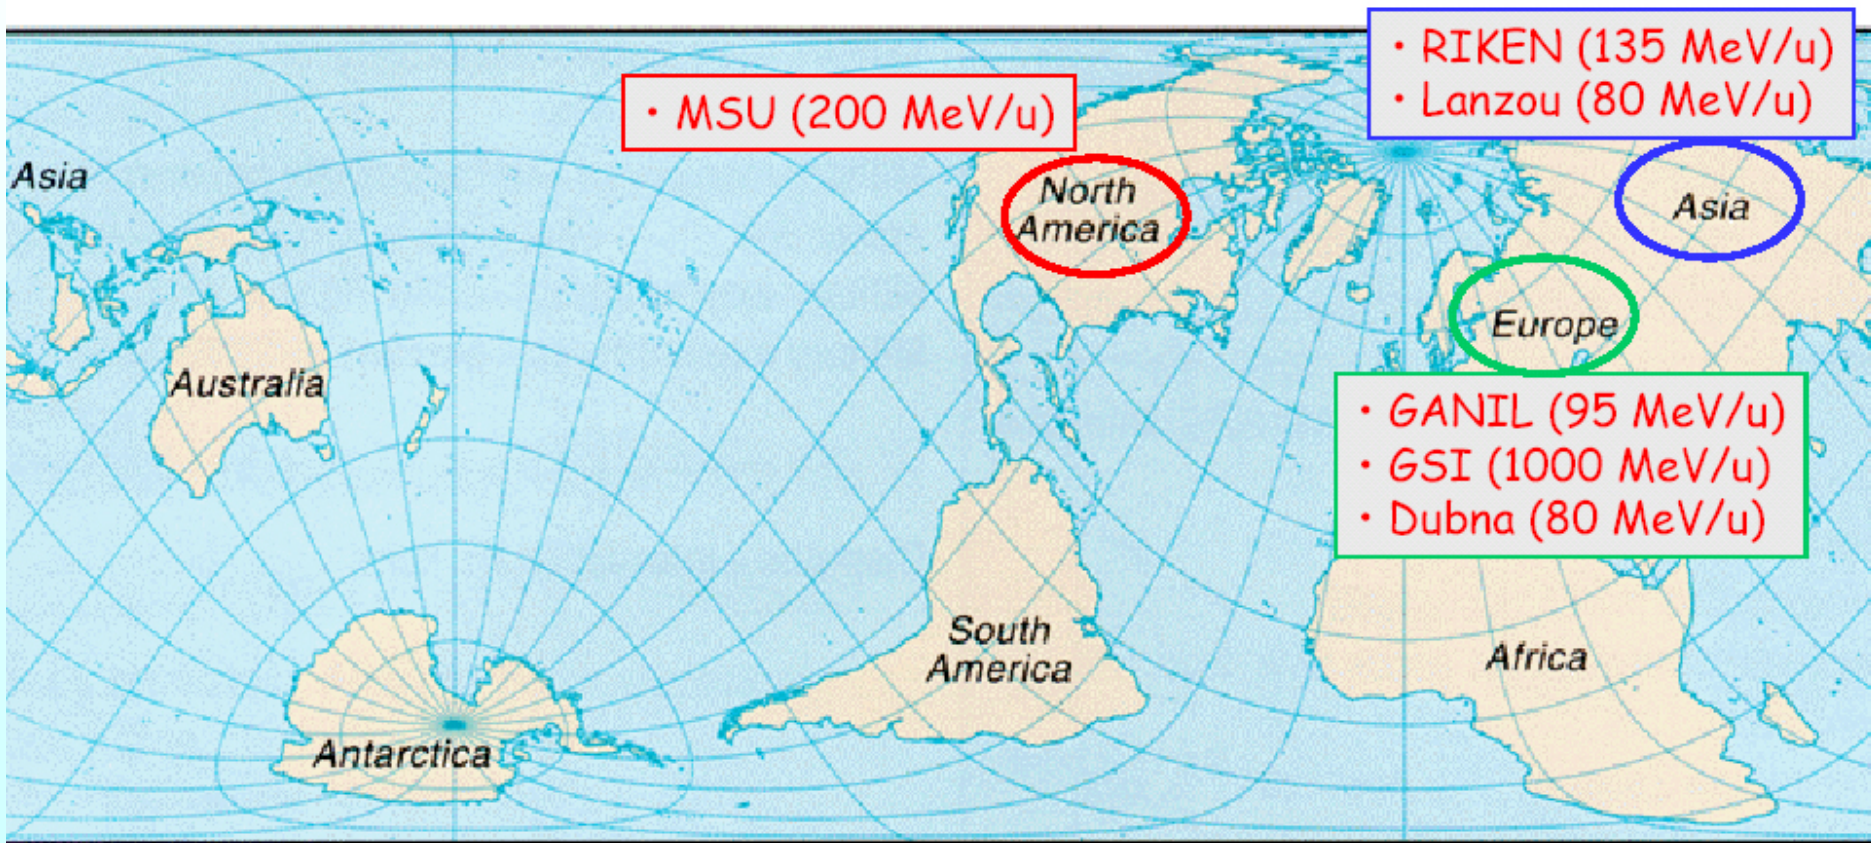 • RIKEN (135 MeV/u)
• Lanzou (80 MeV/u)
• MSU (200 MeV/u)
Asia
North
America
Asia
Europe
Australia
• GANIL (95 MeV/u)
• GSI (1000 MeV/u)
• Dubna (80 MeV/u)
South
America
Africa
Antarctica